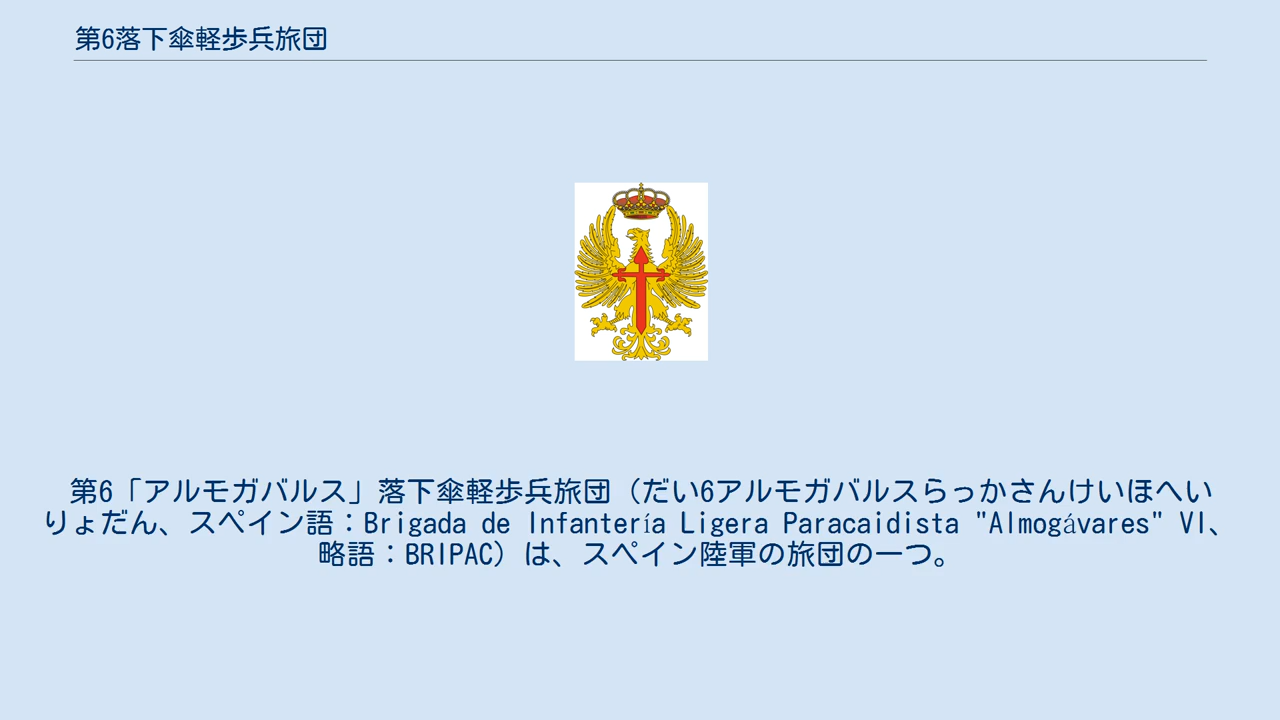 第6落下傘軽歩兵旅団
第6「アルモガバルス」落下傘軽歩兵旅団（だい6アルモガバルスらっかさんけいほへい
りょだん、スペイン語：Brigada de Infantería Ligera Paracaidista "Almogávares" VI、
略語：BRIPAC）は、スペイン陸軍の旅団の一つ。